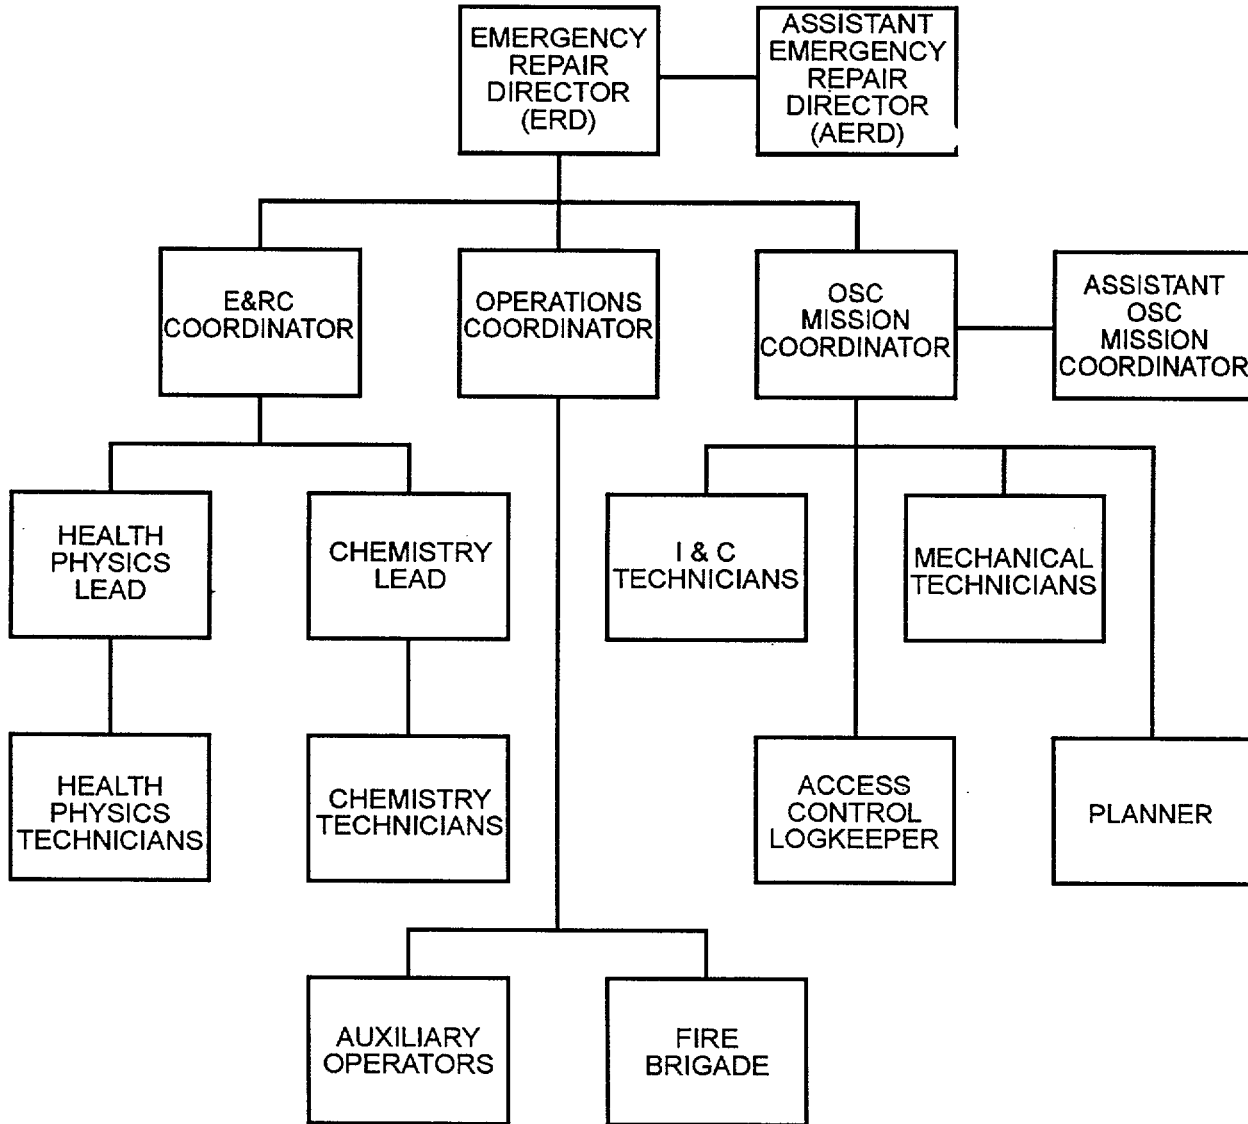 EMERGENCY
REPAIR
DIRECTOR
(ERD)
ASSISTANT
EMERGENCY
REPAIR
DIRECTOR
(AERD)
E&RC
COORDINATOR
OPERATIONS
COORDINATOR
OSC
MISSION
COORDINATOR
ASSISTANT
OSC
MISSION
COORDINATOR
HEALTH
PHYSICS
LEAD
CHEMISTRY
LEAD
I & C
TECHNICIANS
MECHANICAL
TECHNICIANS
HEALTH
PHYSICS
TECHNICIANS
CHEMISTRY
TECHNICIANS
ACCESS
CONTROL
LOGKEEPER
PLANNER
AUXILIARY
OPERATORS
FIRE
BRIGADE